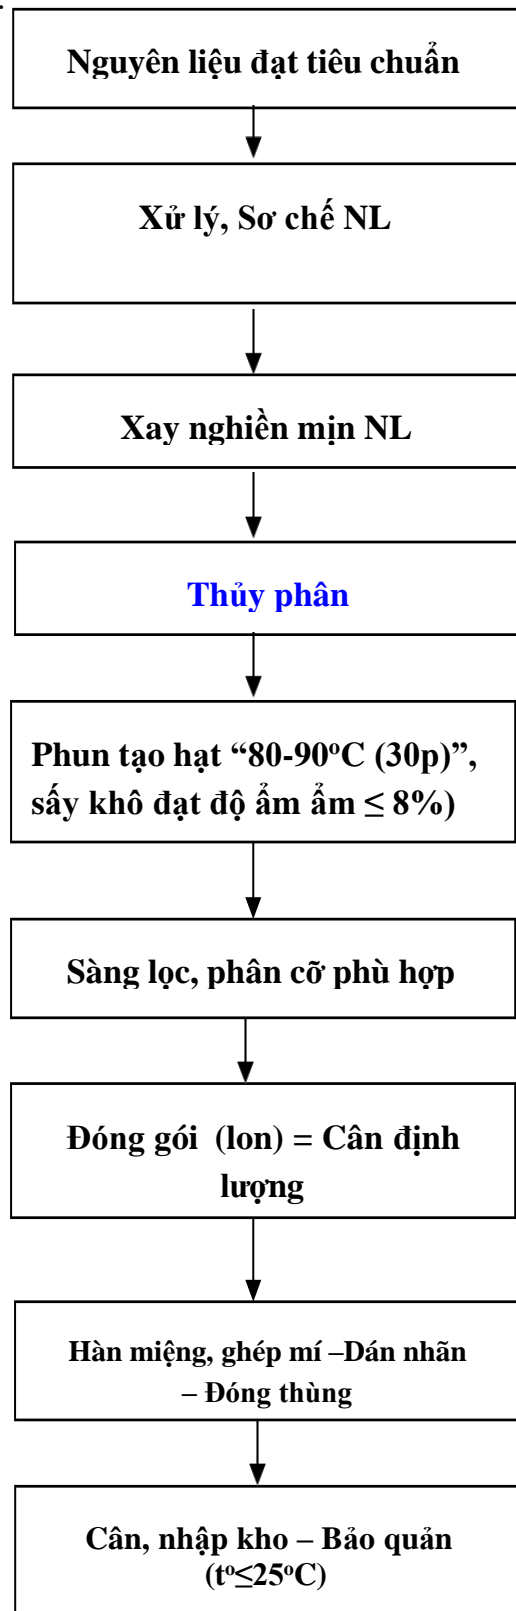 .
Nguyên liệu đạt tiêu chuẩn
Xử lý, Sơ chế NL
Xay nghiền mịn NL
Thủy phân
Phun tạo hạt “80-90°C (30p)”,
sấy khô đạt độ ẩm ẩm ≤ 8%)
Sàng lọc, phân cỡ phù hợp
Đóng gói (lon) = Cân định
lượng
Hàn miệng, ghép mí –Dán nhãn
– Đóng thùng
Cân, nhập kho – Bảo quản
(t°≤25°C)